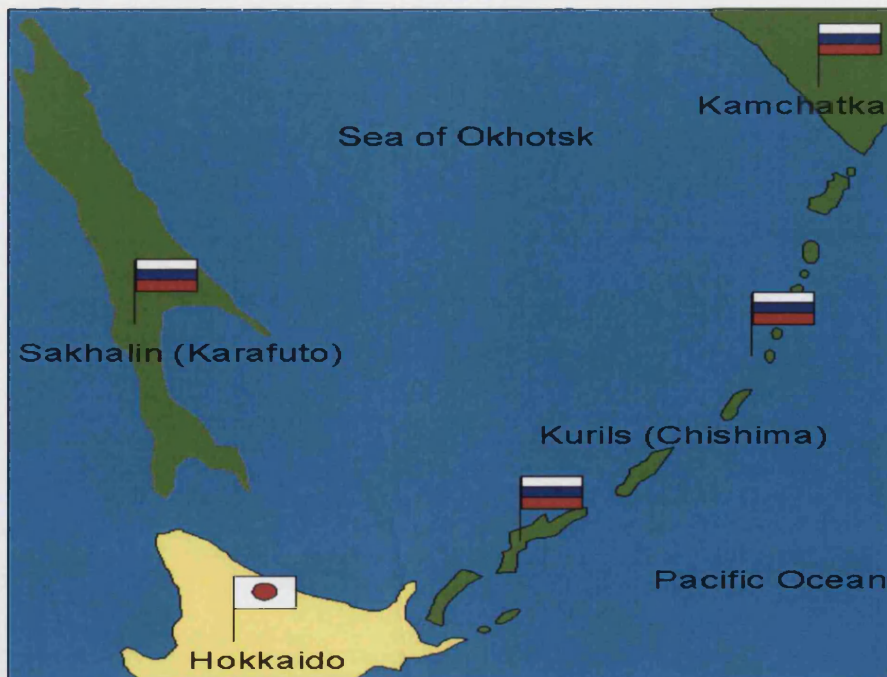 Kamchatka
Sea of Okhotsk
Sakhalin (Karafuto)
Kurils (Chishima)
Pacific Ocean
Hokkaido